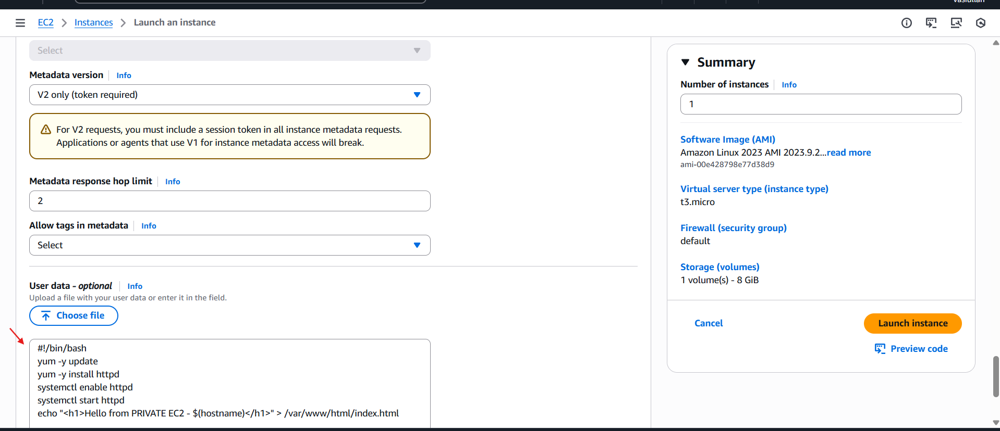 Vasiullah
EC2 > Instances > Launch an instance
Select
Metadata version Info
V2 only (token required)
For V2 requests, you must include a session token in all instance metadata requests.
Applications or agents that use V1 for instance metadata access will break.
Metadata response hop limit Info
2
Allow tags in metadata Info
Select
User data - optional Info
Upload a file with your user data or enter it in the field.
Choose file
#!/bin/bash
yum -y update
yum -y install httpd
systemctl enable httpd
systemctl start httpd
echo "<h1>Hello from PRIVATE EC2 - $(hostname)</h1>" > /var/www/html/index.html
Summary
Number of instances Info
1
Software Image (AMI)
Amazon Linux 2023 AMI 2023.9.2...read more
ami-00e428798e77d38d9
Virtual server type (instance type)
t3.micro
Firewall (security group)
default
Storage (volumes)
1 volume(s) - 8 GiB
Cancel
Launch instance
Preview code